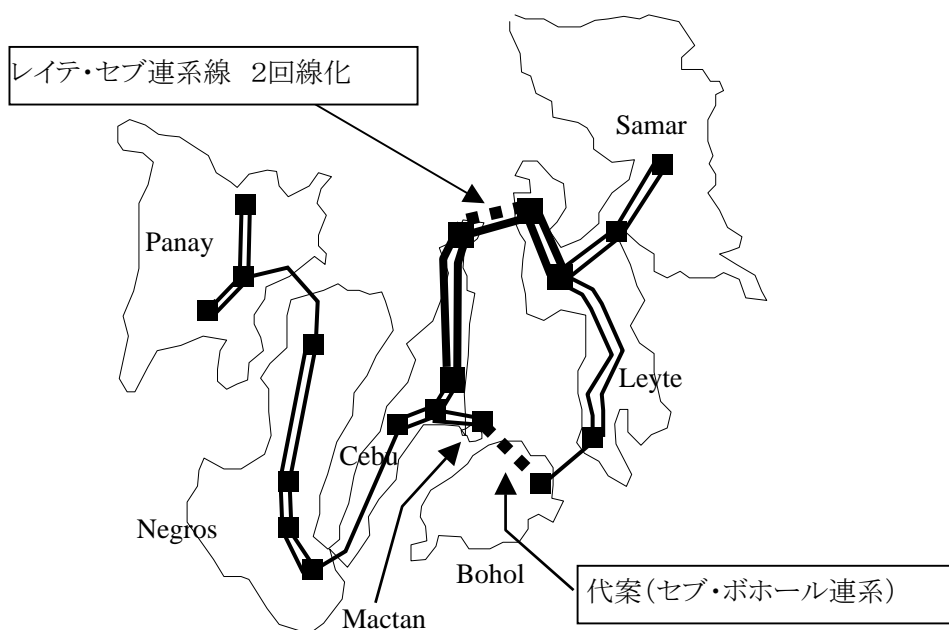 レイテ・セブ連系線 2回線化
Samar
Panay
Leyte
Cebu
Negros
Bohol
代案(セブ・ボホール連系)
Mactan